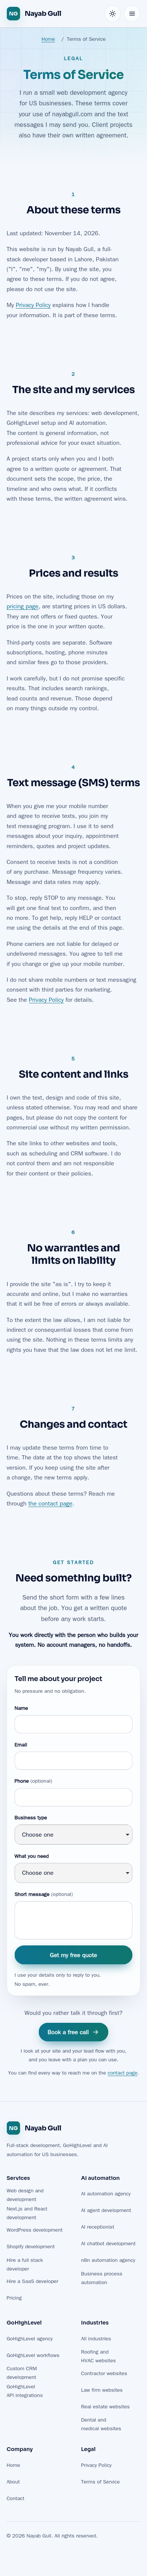 NG Nayab Gull
Home / Terms of Service
LEGAL
Terms of Service
I run a small web development agency
for US businesses. These terms cover
your use of nayabgull.com and the text
messages I may send you. Client projects
also have their own written agreement.
1
About these terms
Last updated: November 14, 2026.
This website is run by Nayab Gull, a full-
stack developer based in Lahore, Pakistan
("I", "me", "my"). By using the site, you
agree to these terms. If you do not agree,
please do not use the site.
My Privacy Policy explains how I handle
your information. It is part of these terms.
2
The site and my services
The site describes my services: web development,
GoHighLevel setup and AI automation.
The content is general information, not
professional advice for your exact situation.
A project starts only when you and I both
agree to a written quote or agreement. That
document sets the scope, the price, the
timeline and who owns what. If it conflicts
with these terms, the written agreement wins.
3
Prices and results
Prices on the site, including those on my
pricing page, are starting prices in US dollars.
They are not offers or fixed quotes. Your
price is the one in your written quote.
Third-party costs are separate. Software
subscriptions, hosting, phone minutes
and similar fees go to those providers.
I work carefully, but I do not promise specific
results. That includes search rankings,
lead counts and revenue. Those depend
on many things outside my control.
4
Text message (SMS) terms
When you give me your mobile number
and agree to receive texts, you join my
text messaging program. I use it to send
messages about your inquiry, appointment
reminders, quotes and project updates.
Consent to receive texts is not a condition
of any purchase. Message frequency varies.
Message and data rates may apply.
To stop, reply STOP to any message. You
will get one final text to confirm, and then
no more. To get help, reply HELP or contact
me using the details at the end of this page.
Phone carriers are not liable for delayed or
undelivered messages. You agree to tell me
if you change or give up your mobile number.
I do not share mobile numbers or text messaging
consent with third parties for marketing.
See the Privacy Policy for details.
5
Site content and links
I own the text, design and code of this site,
unless stated otherwise. You may read and share
pages, but please do not copy the content for
commercial use without my written permission.
The site links to other websites and tools,
such as scheduling and CRM software. I do
not control them and am not responsible
for their content or their policies.
6
No warranties and
limits on liability
I provide the site "as is". I try to keep it
accurate and online, but I make no warranties
that it will be free of errors or always available.
To the extent the law allows, I am not liable for
indirect or consequential losses that come from
using the site. Nothing in these terms limits any
rights you have that the law does not let me limit.
7
Changes and contact
I may update these terms from time to
time. The date at the top shows the latest
version. If you keep using the site after
a change, the new terms apply.
Questions about these terms? Reach me
through the contact page.
GET STARTED
Need something built?
Send the short form with a few lines
about the job. You get a written quote
before any work starts.
You work directly with the person who builds your
system. No account managers, no handoffs.
Tell me about your project
No pressure and no obligation.
Name
Email
Phone (optional)
Business type
Choose one
What you need
Choose one
Short message (optional)
Get my free quote
I use your details only to reply to you.
No spam, ever.
Would you rather talk it through first?
Book a free call →
I look at your site and your lead flow with you,
and you leave with a plan you can use.
You can find every way to reach me on the contact page.
NG Nayab Gull
Full-stack development, GoHighLevel and AI
automation for US businesses.
Services
Web design and
development
Next.js and React
development
WordPress development
Shopify development
Hire a full stack
developer
Hire a SaaS developer
Pricing
AI automation
AI automation agency
AI agent development
AI receptionist
AI chatbot development
n8n automation agency
Business process
automation
GoHighLevel
GoHighLevel agency
GoHighLevel workflows
Custom CRM
development
GoHighLevel
API integrations
Industries
All industries
Roofing and
HVAC websites
Contractor websites
Law firm websites
Real estate websites
Dental and
medical websites
Company
Home
About
Contact
Legal
Privacy Policy
Terms of Service
© 2026 Nayab Gull. All rights reserved.